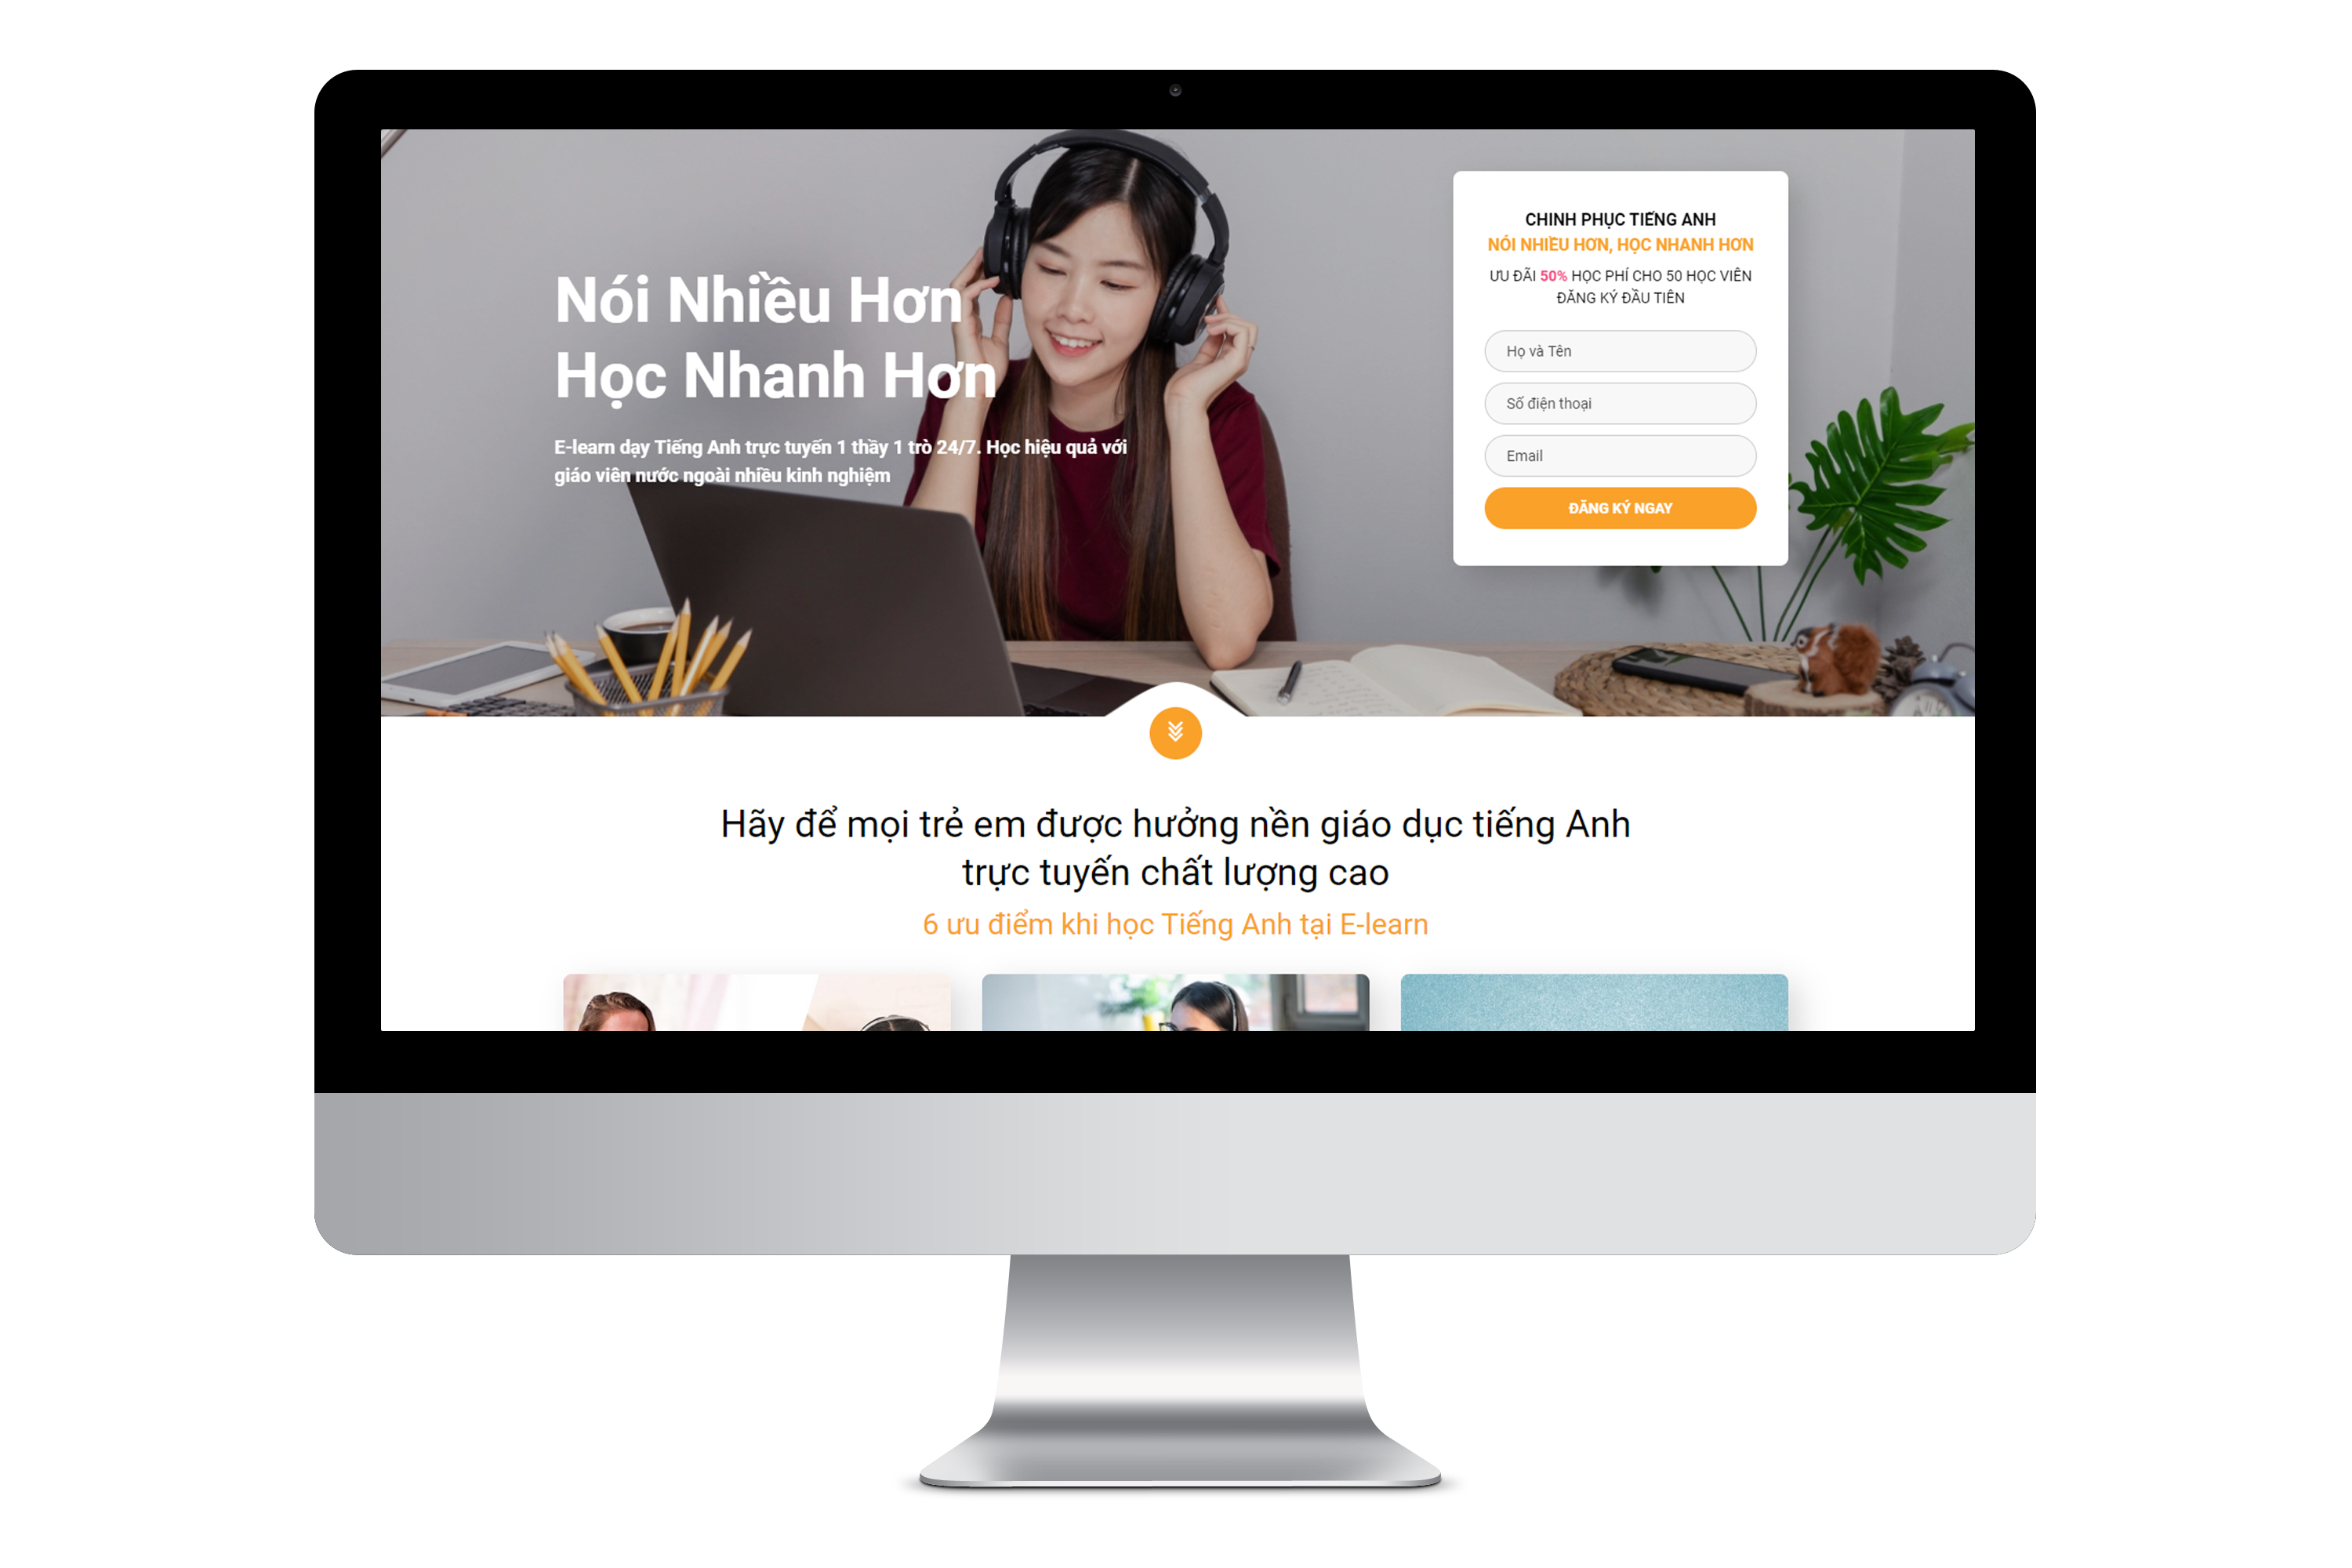 Nói Nhiều Hơn
Học Nhanh Hơn
E-learn dạy Tiếng Anh trực tuyến 1 thầy 1 trò 24/7. Học hiệu quả với
giáo viên nước ngoài nhiều kinh nghiệm
CHINH PHỤC TIẾNG ANH
NÓI NHIỀU HƠN, HỌC NHANH HƠN
ƯU ĐÃI 50% HỌC PHÍ CHO 50 HỌC VIÊN
ĐĂNG KÝ ĐẦU TIÊN
Họ và Tên
Số điện thoại
Email
ĐĂNG KÝ NGAY
Hãy để mọi trẻ em được hưởng nền giáo dục tiếng Anh
trực tuyến chất lượng cao
6 ưu điểm khi học Tiếng Anh tại E-learn